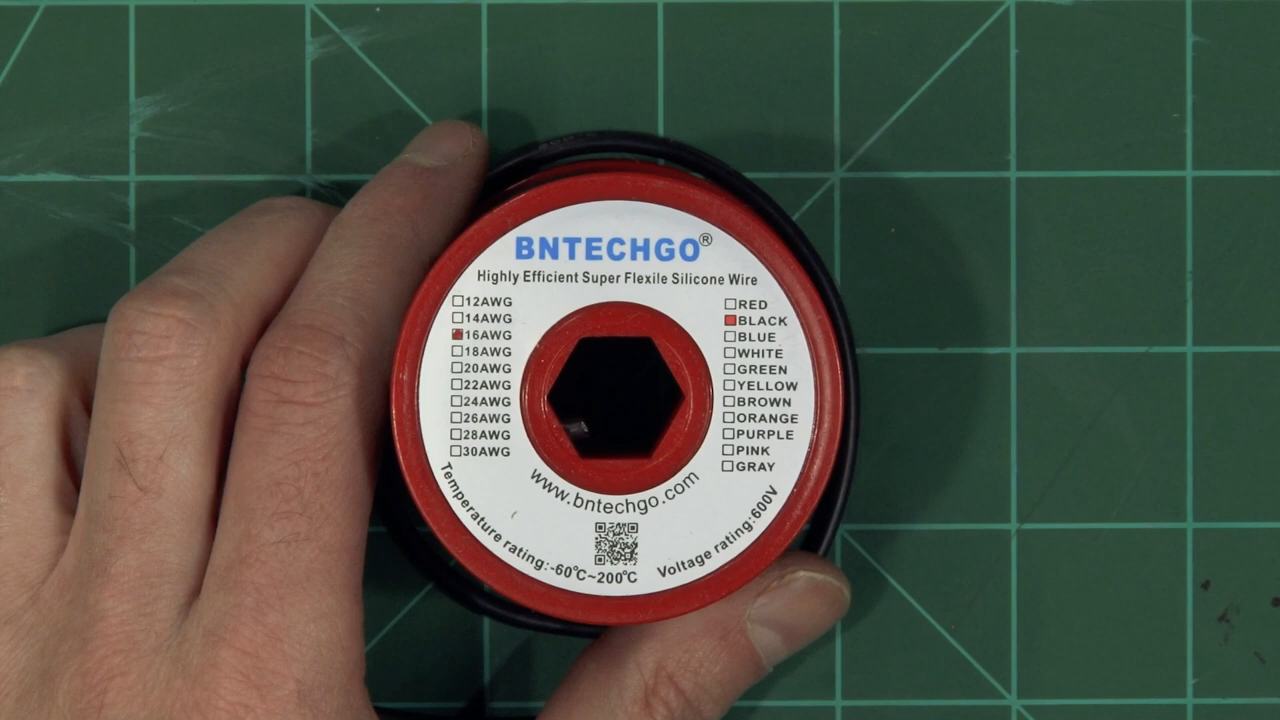 BNTECHGO®
Highly Efficient Super Flexile Silicone Wire
12AWG
14AWG
16AWG
18AWG
20AWG
22AWG
24AWG
26AWG
28AWG
30AWG
RED
BLACK
BLUE
WHITE
GREEN
YELLOW
BROWN
ORANGE
PURPLE
PINK
GRAY
www.bntechgo.com
Temperature rating:-60℃~200℃
Voltage rating:600V